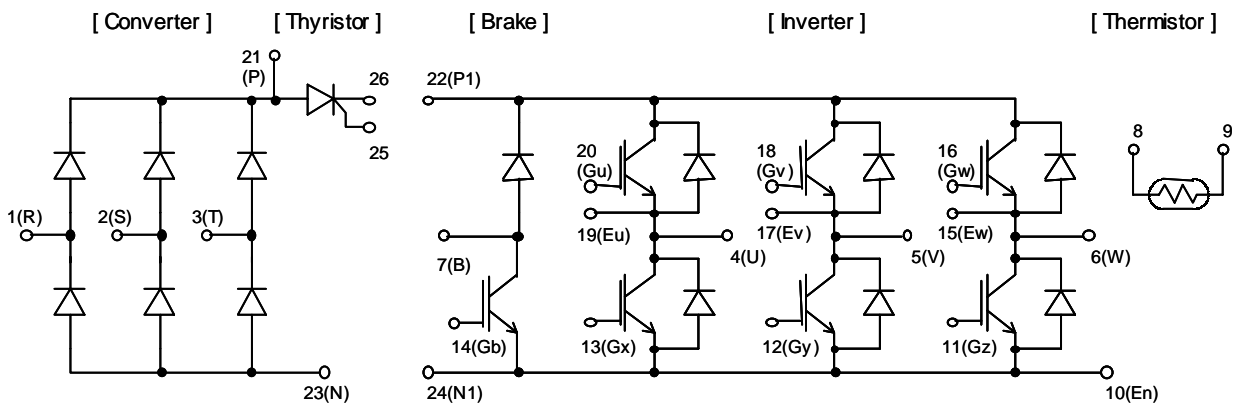 [ Converter ] [ Thyristor ] [ Brake ] [ Inverter ] [ Thermistor ]
21
(P)
26
25
22(P1)
20
(Gu)
18
(Gv)
16
(Gw)
8
9
1(R)
2(S)
3(T)
7(B)
19(Eu)
4(U)
17(Ev)
5(V)
15(Ew)
6(W)
14(Gb)
13(Gx)
12(Gy)
11(Gz)
23(N)
24(N1)
10(En)